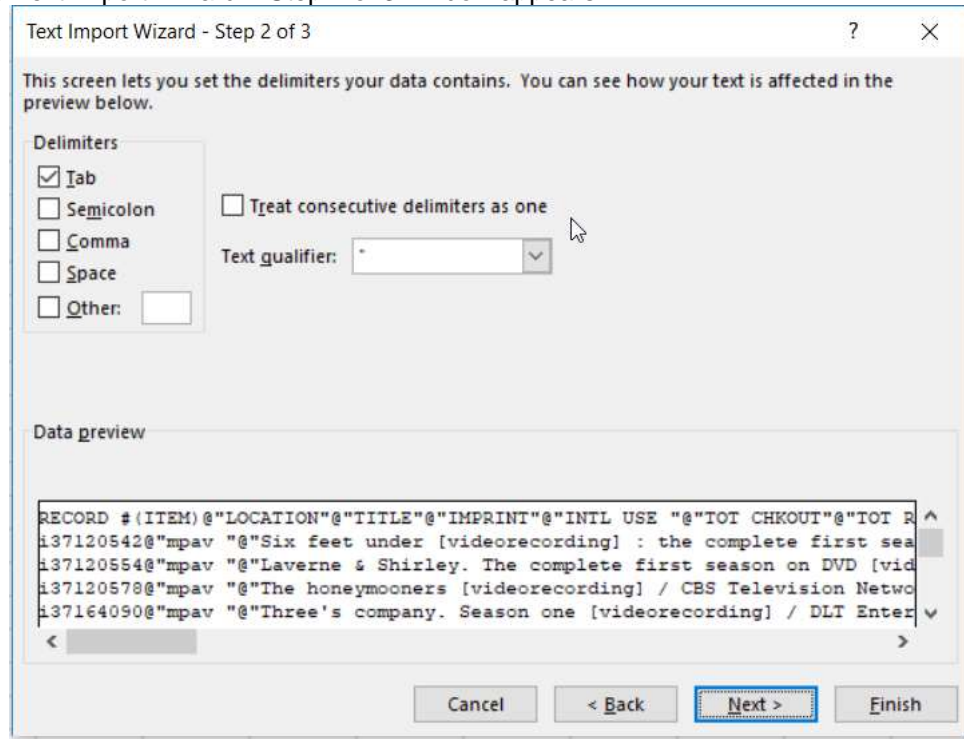 Text Import Wizard - Step 2 of 3 ?
This screen lets you set the delimiters your data contains. You can see how your text is affected in the
preview below.
Delimiters
Tab
Semicolon
Comma
Space
Other:
Treat consecutive delimiters as one
Text qualifier: "
Data preview
RECORD #(ITEM)@"LOCATION"@"TITLE"@"IMPRINT"@"INTL USE "@"TOT CHKOUT"@"TOT R
i37120542@"mpav "@"Six feet under [videorecording] : the complete first sea
i37120554@"mpav "@"Laverne & Shirley. The complete first season on DVD [vid
i37120578@"mpav "@"The honeymooners [videorecording] / CBS Television Netwo
i37164090@"mpav "@"Three's company. Season one [videorecording] / DLT Enter
Cancel < Back Next > Finish